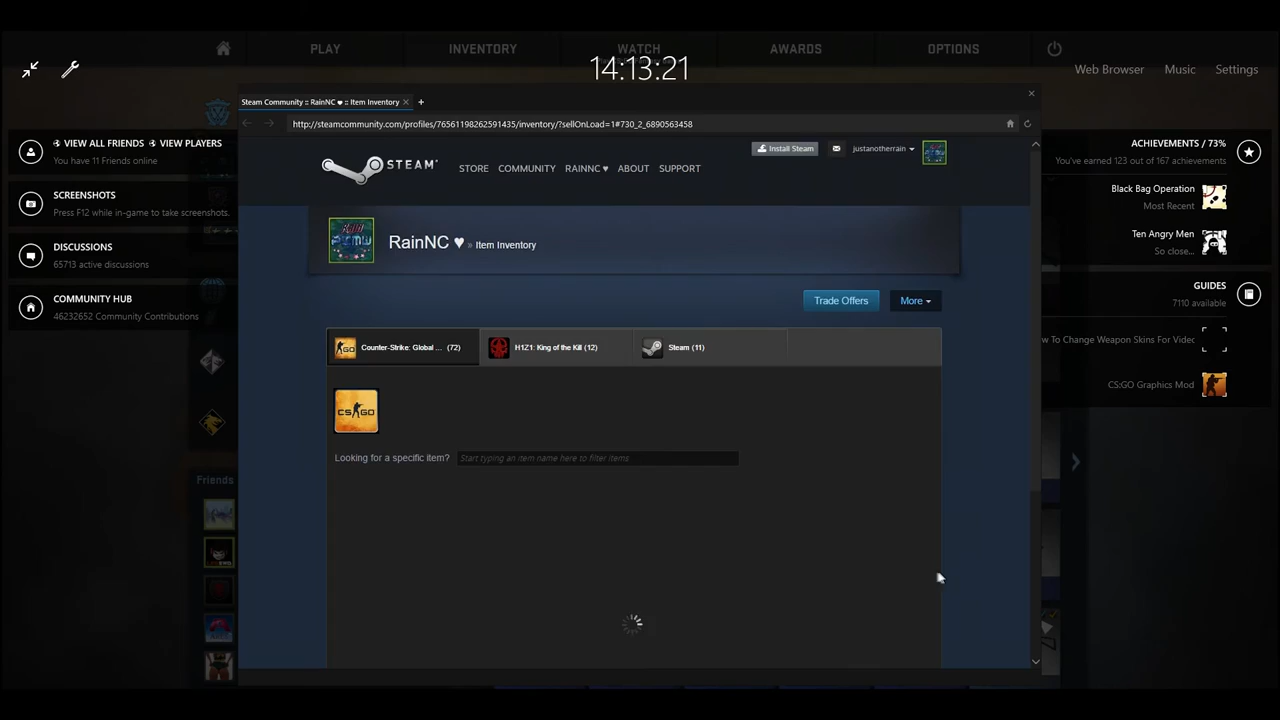 PLAY
INVENTORY
WATCH
AWARDS
OPTIONS
14:13:21
Web Browser
Music
Settings
Steam Community :: RainNC ♥ :: Item Inventory
http://steamcommunity.com/profiles/76561198262591435/inventory/?sellOnLoad=1#730_2_6890563458
VIEW ALL FRIENDS
VIEW PLAYERS
You have 11 Friends online
SCREENSHOTS
Press F12 while in-game to take screenshots.
DISCUSSIONS
65713 active discussions
COMMUNITY HUB
46232652 Community Contributions
Friends
Install Steam
justanotherrain
STEAM
STORE
COMMUNITY
RAINNC ♥
ABOUT
SUPPORT
RainNC ♥ » Item Inventory
Trade Offers
More
Counter-Strike: Global ... (72)
H1Z1: King of the Kill (12)
Steam (11)
CS GO
Looking for a specific item?
Start typing an item name here to filter items
ACHIEVEMENTS / 73%
You've earned 123 out of 167 achievements
Black Bag Operation
Most Recent
Ten Angry Men
So close...
GUIDES
7110 available
w To Change Weapon Skins For Vide
CS:GO Graphics Mod